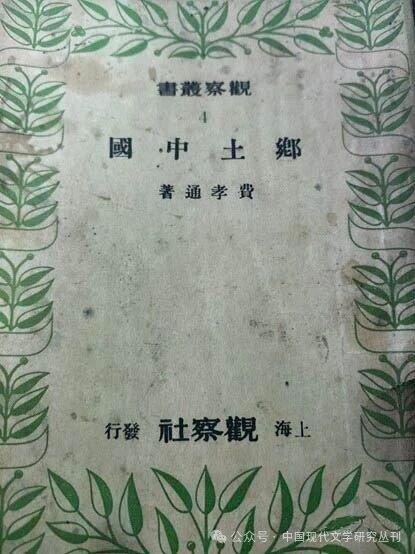 觀察叢書
4
鄉土中國
費孝通著
上海 觀察社 發行
公众号·中国现代文学研究丛刊